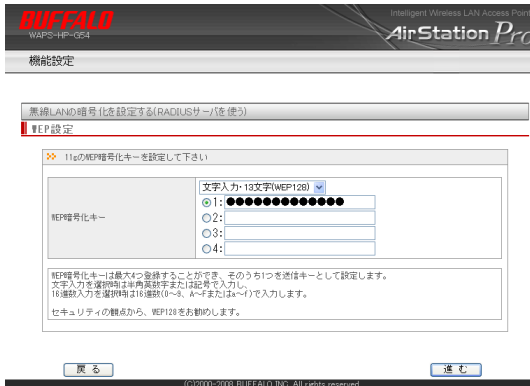 BUFFALO
WAPS-HP-G54
Intelligent Wireless LAN Access Point
AirStation Pro
機能設定
無線LANの暗号化を設定する(RADIUSサーバを使う)
WEP設定
11gのWEP暗号化キーを設定して下さい
WEP暗号化キー
文字入力・13文字(WEP128)
1: ●●●●●●●●●●●●●
2:
3:
4:
WEP暗号化キーは最大4つ登録することができ、そのうち1つを送信キーとして設定します。
文字入力を選択時は半角英数字または記号で入力し、
16進数入力を選択時は16進数(0～9、A～Fまたはa～f)で入力します。
セキュリティの観点から、WEP128をお勧めします。
戻る
進む
(C)2000-2008 BUFFALO INC. All rights reserved.